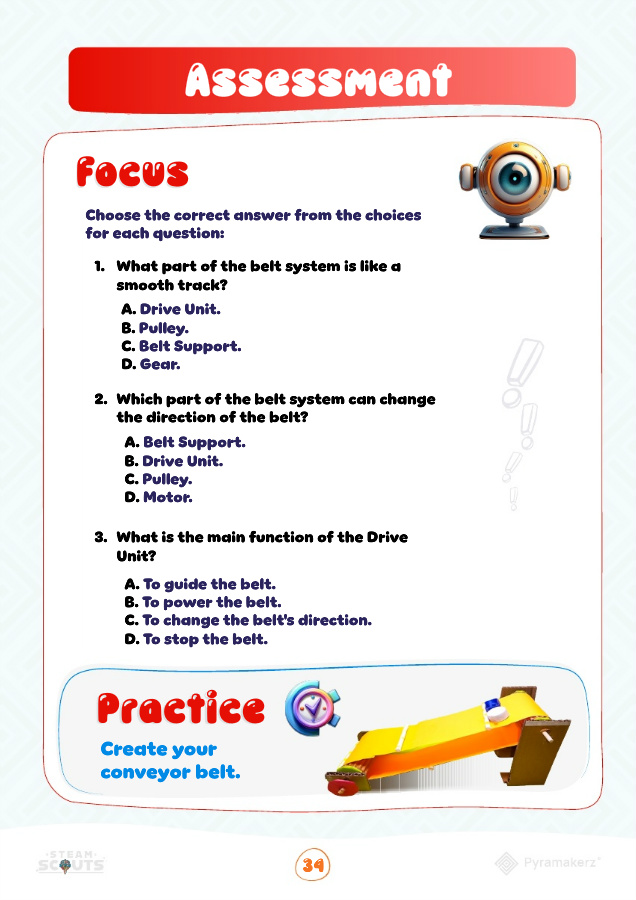 Assessment
Focus
Choose the correct answer from the choices
for each question:
1. What part of the belt system is like a
smooth track?
A. Drive Unit.
B. Pulley.
C. Belt Support.
D. Gear.
2. Which part of the belt system can change
the direction of the belt?
A. Belt Support.
B. Drive Unit.
C. Pulley.
D. Motor.
3. What is the main function of the Drive
Unit?
A. To guide the belt.
B. To power the belt.
C. To change the belt's direction.
D. To stop the belt.
Practice
Create your
conveyor belt.
STEAM
SCOUTS
34
Pyramakerz